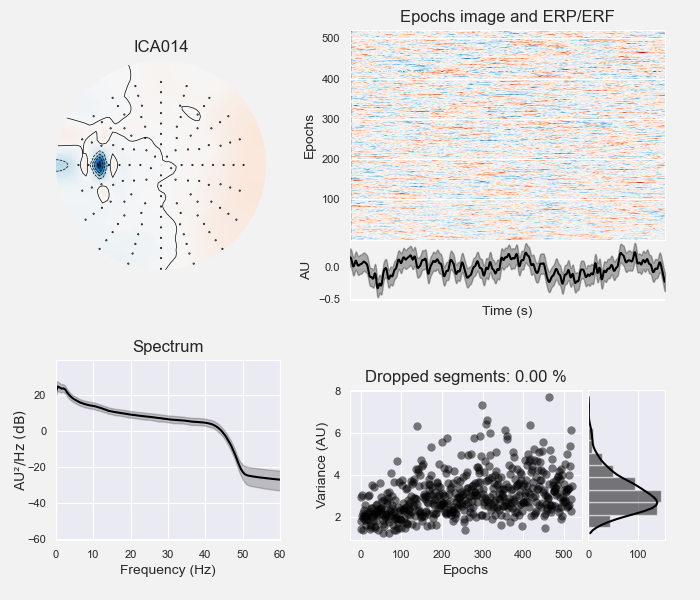 ICA014
Epochs image and ERP/ERF
Epochs
500
400
300
200
100
AU
0.0
−0.5
Time (s)
Spectrum
AU²/Hz (dB)
20
0
−20
−40
−60
0 10 20 30 40 50 60
Frequency (Hz)
Dropped segments: 0.00 %
Variance (AU)
8
6
4
2
0 100 200 300 400 500
Epochs
0 100